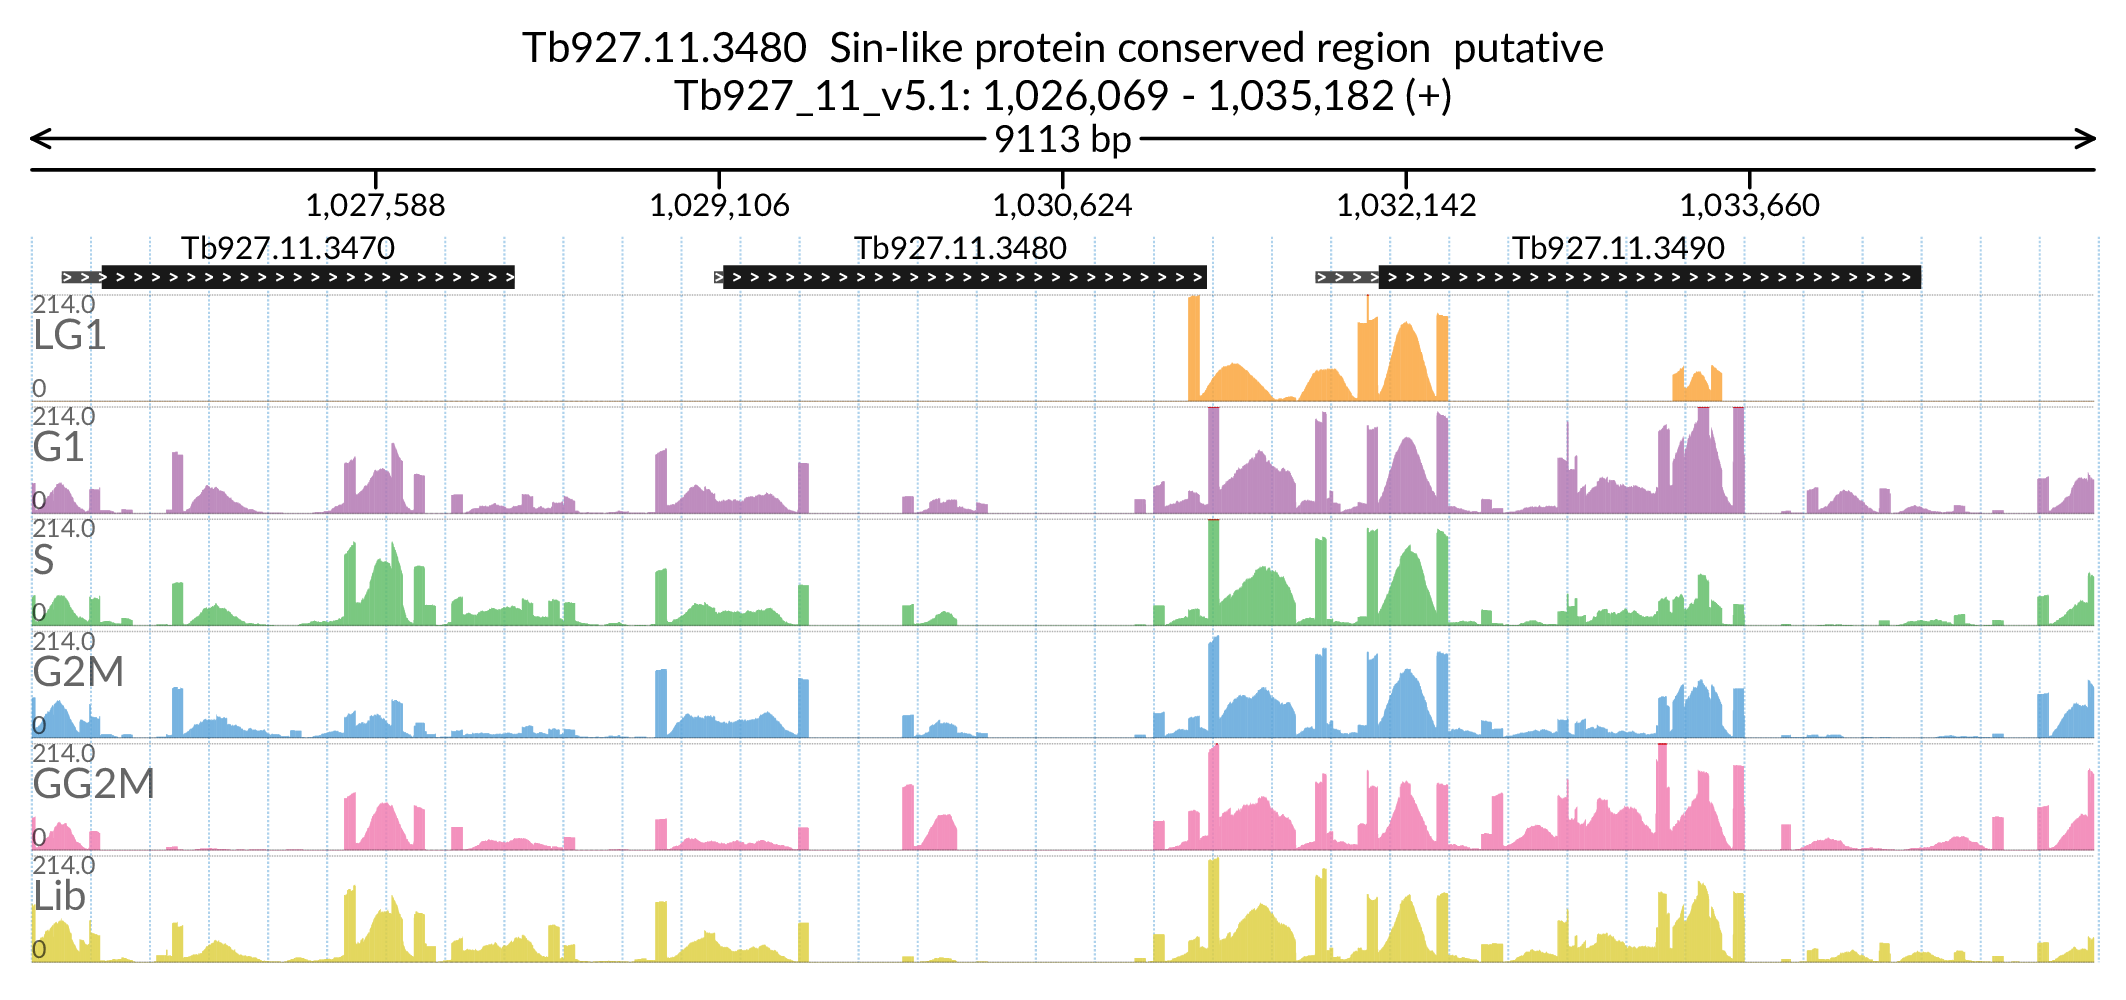 Tb927.11.3480  Sin-like protein conserved region  putative
Tb927_11_v5.1: 1,026,069 - 1,035,182 (+)
9113 bp
1,027,588 1,029,106 1,030,624 1,032,142 1,033,660
Tb927.11.3470 Tb927.11.3480 Tb927.11.3490
214.0
LG1
0
214.0
G1
0
214.0
S
0
214.0
G2M
0
214.0
GG2M
0
214.0
Lib
0